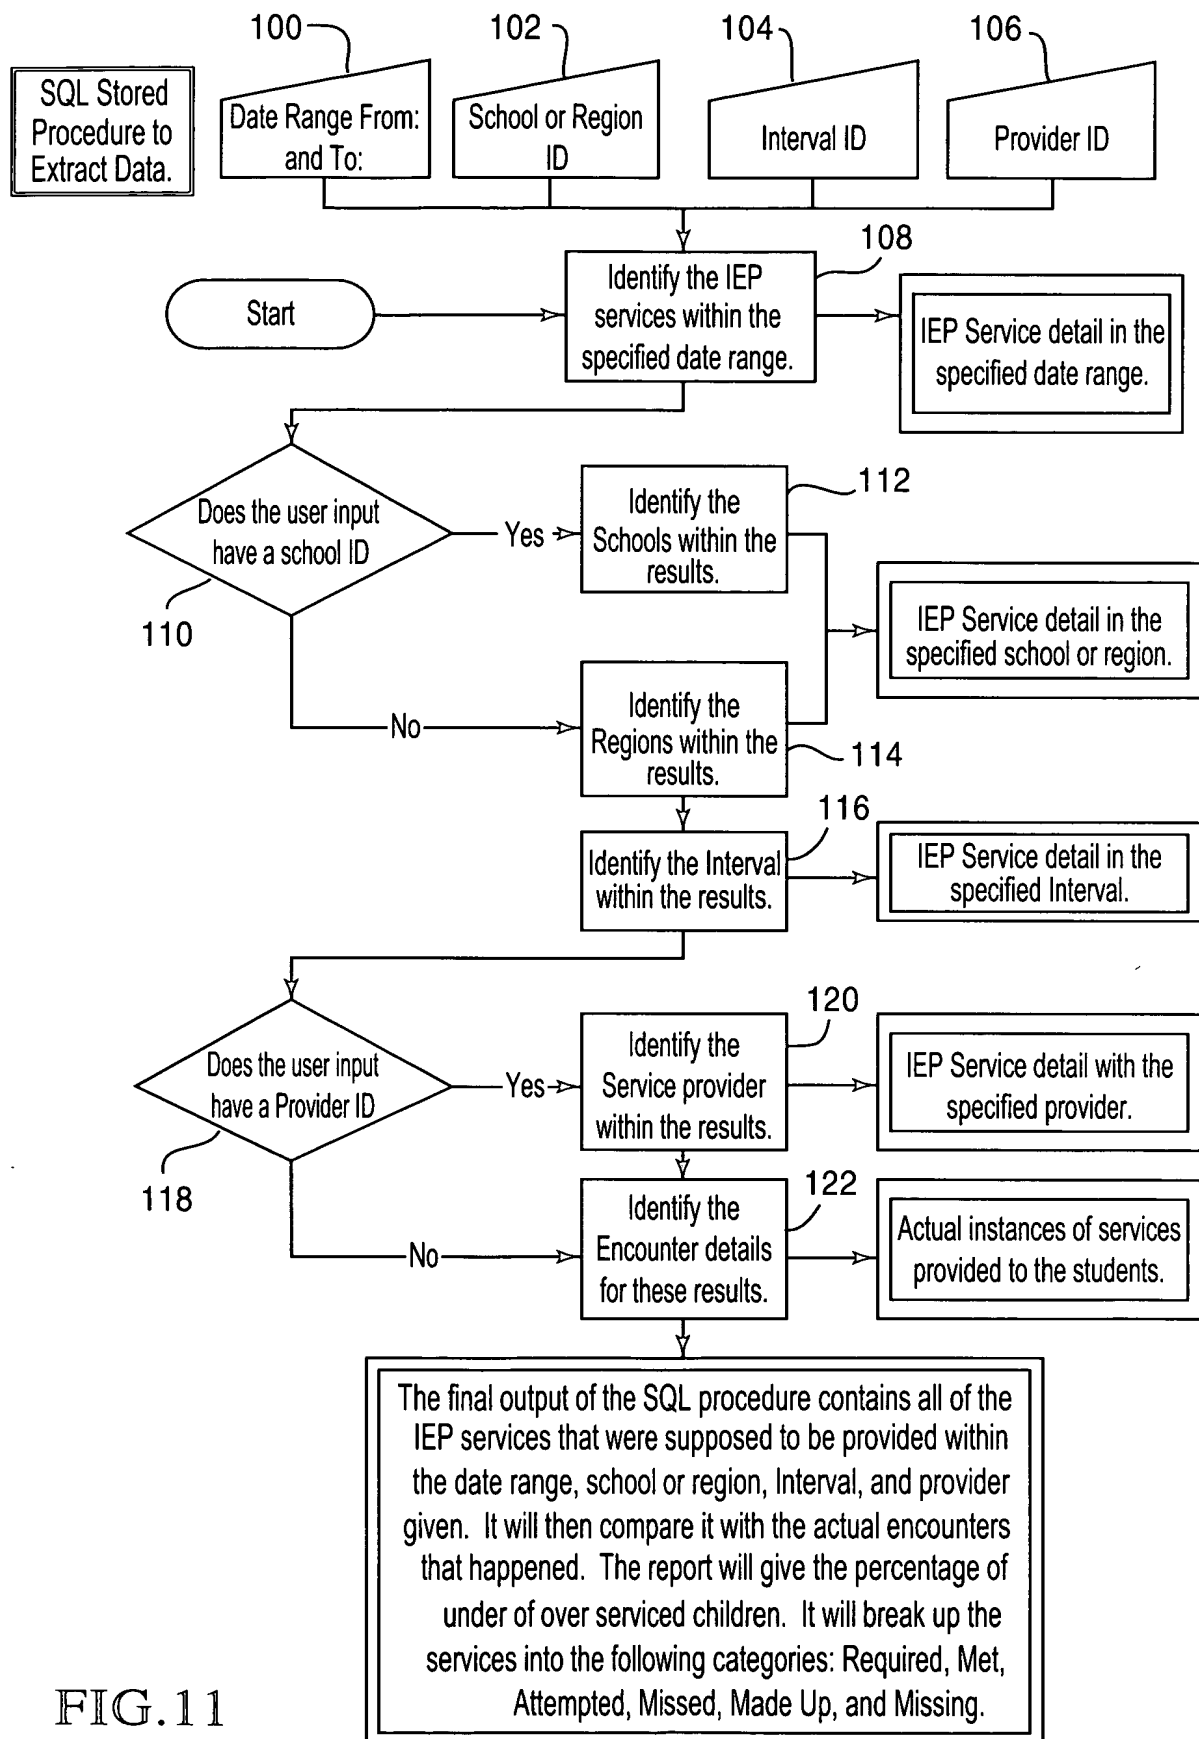 100
102
104
106
SQL Stored
Procedure to
Extract Data.
Date Range From:
and To:
School or Region
ID
Interval ID
Provider ID
108
Start
Identify the IEP
services within the
specified date range.
IEP Service detail in the
specified date range.
Does the user input
have a school ID
110
Yes
Identify the
Schools within the
results.
112
IEP Service detail in the
specified school or region.
No
Identify the
Regions within the
results.
114
116
Identify the Interval
within the results.
IEP Service detail in the
specified Interval.
Does the user input
have a Provider ID
118
Yes
120
Identify the
Service provider
within the results.
IEP Service detail with the
specified provider.
No
122
Identify the
Encounter details
for these results.
Actual instances of services
provided to the students.
The final output of the SQL procedure contains all of the
IEP services that were supposed to be provided within
the date range, school or region, Interval, and provider
given. It will then compare it with the actual encounters
that happened. The report will give the percentage of
under of over serviced children. It will break up the
services into the following categories: Required, Met,
Attempted, Missed, Made Up, and Missing.
FIG.11